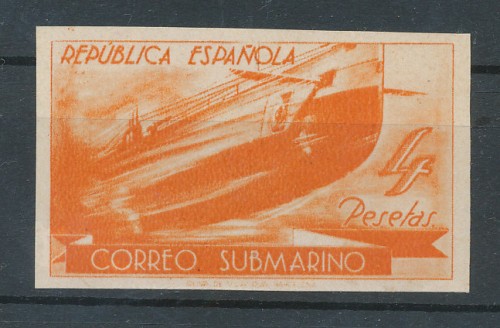 REPÚBLICA ESPAÑOLA
4
Pesetas
CORREO SUBMARINO